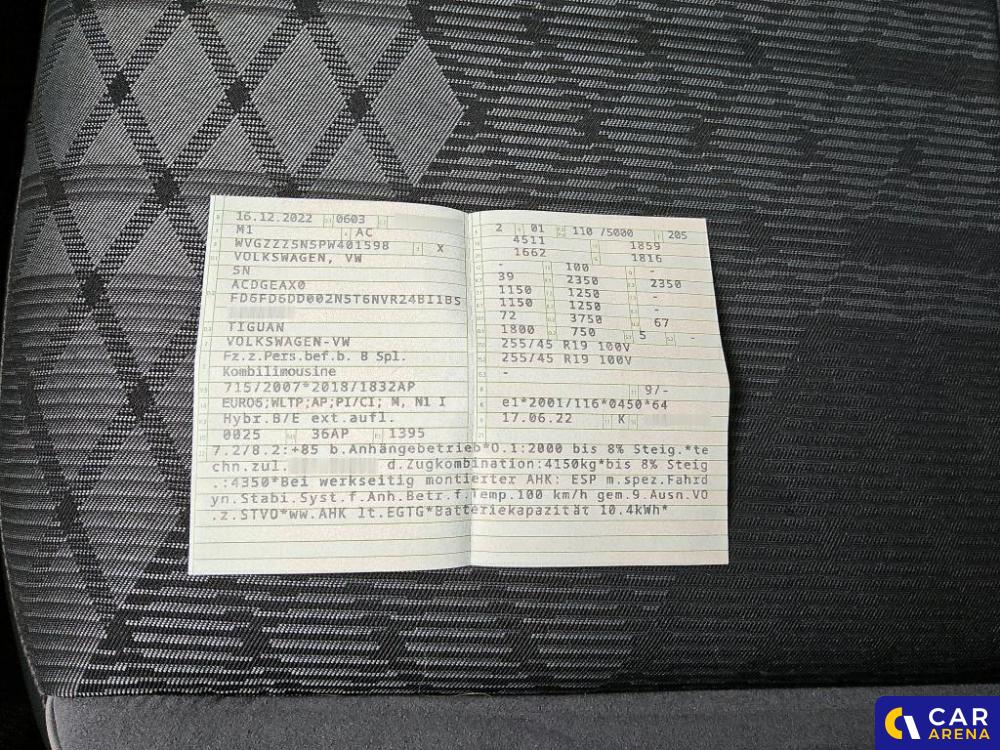 16.12.2022 0603
M1 AC
WVGZZZ5NSPW401598 X
VOLKSWAGEN, VW
5N
ACDGEAX0
FD6FD6DD002N5T6NVR24BI1BS
TIGUAN
VOLKSWAGEN-VW
Fz.z.Pers.bef.b. 8 Spl.
Kombilimousine
715/2007*2018/1832AP
EURO6;WLTP;AP;PI/CI; M, N1 I
Hybr.B/E ext.aufl.
0025 36AP 1395
2 01 110 /5000 205
4511 1859
1662 1816
- 100 -
39 2350 2350
1150 1250 -
1150 1250 -
72 3750 67
1800 750 5 -
255/45 R19 100V
255/45 R19 100V
-
9/-
e1*2001/116*0450*64
17.06.22 K
7.2/8.2:+85 b.Anhängebetrieb*O.1:2000 bis 8% Steig.*te
chn.zul. d.Zugkombination:4150kg*bis 8% Steig
.:4350*Bei werkseitig montierter AHK: ESP m.spez.Fahrd
yn.Stabi.Syst.f.Anh.Betr.f.Temp.100 km/h gem.9.Ausn.VO
.z.STVO*ww.AHK lt.EGTG*Batteriekapazität 10.4kWh*
CAR
ARENA